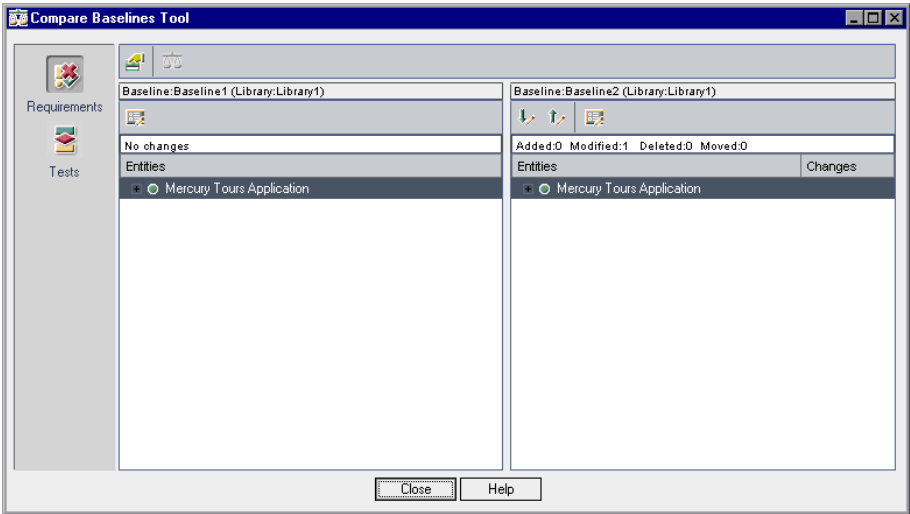 Compare Baselines Tool
Requirements
Tests
Baseline:Baseline1 (Library:Library1)
No changes
Entities
Mercury Tours Application
Baseline:Baseline2 (Library:Library1)
Added:0 Modified:1 Deleted:0 Moved:0
Entities Changes
Mercury Tours Application
Close Help